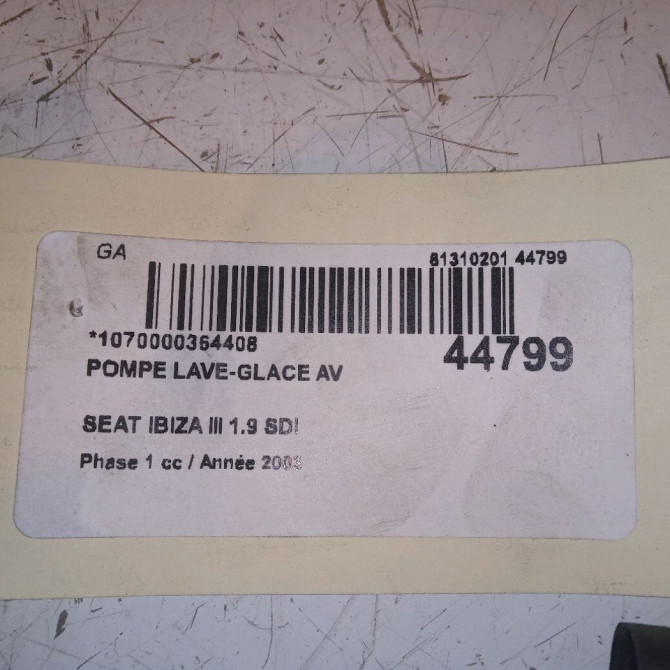 GA
81310201 44799
*1070000364408
44799
POMPE LAVE-GLACE AV
SEAT IBIZA III 1.9 SDI
Phase 1 cc / Année